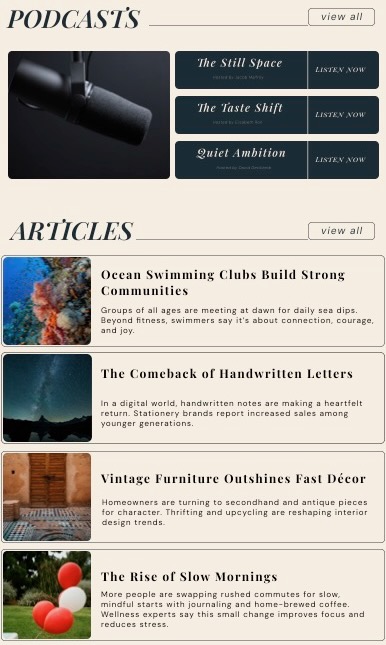 PODCASTS
view all
The Still Space
LISTEN NOW
The Taste Shift
LISTEN NOW
Quiet Ambition
LISTEN NOW
ARTICLES
view all
Ocean Swimming Clubs Build Strong
Communities
Groups of all ages are meeting at dawn for daily sea dips.
Beyond fitness, swimmers say it's about connection, courage,
and joy.
The Comeback of Handwritten Letters
In a digital world, handwritten notes are making a heartfelt
return. Stationery brands report increased sales among
younger generations.
Vintage Furniture Outshines Fast Décor
Homeowners are turning to secondhand and antique pieces
for character. Thrifting and upcycling are reshaping interior
design trends.
The Rise of Slow Mornings
More people are swapping rushed commutes for slow,
mindful starts with journaling and home-brewed coffee.
Wellness experts say this small change improves focus and
reduces stress.